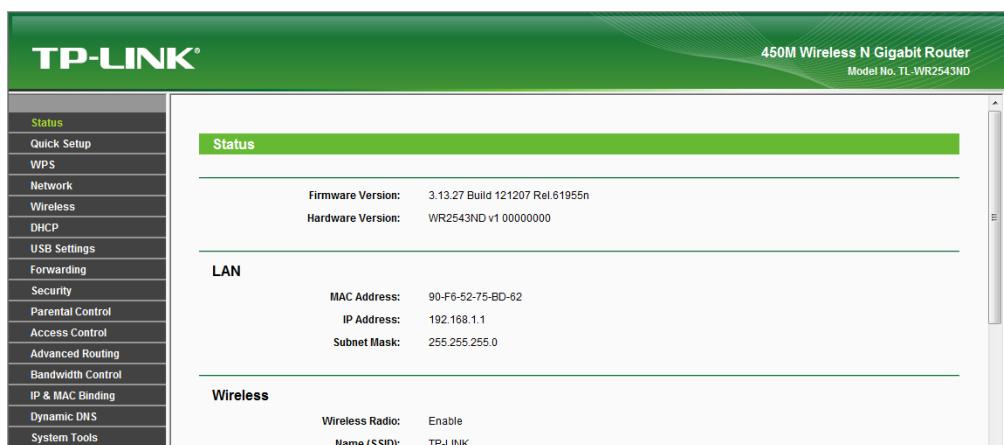 TP-LINK®
450M Wireless N Gigabit Router
Model No. TL-WR2543ND
Status
Quick Setup
WPS
Network
Wireless
DHCP
USB Settings
Forwarding
Security
Parental Control
Access Control
Advanced Routing
Bandwidth Control
IP & MAC Binding
Dynamic DNS
System Tools
Status
Firmware Version: 3.13.27 Build 121207 Rel.61955n
Hardware Version: WR2543ND v1 00000000
LAN
MAC Address: 90-F6-52-75-BD-62
IP Address: 192.168.1.1
Subnet Mask: 255.255.255.0
Wireless
Wireless Radio: Enable
Name (SSID): TP-LINK